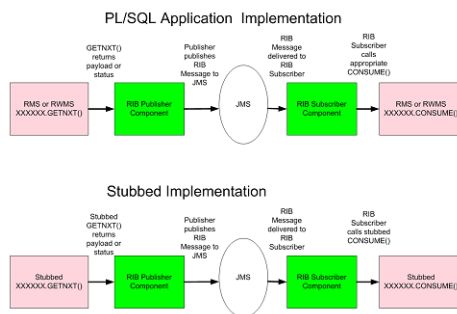 PL/SQL Application Implementation
GETNXT()
returns
payload or
status
Publisher
publishes
RIB
Message to
JMS
RIB
Message
delivered to
RIB
Subscriber
RIB
Subscriber
calls
appropriate
CONSUME()
RMS or RWMS
XXXXXX.GETNXT()
RIB Publisher
Component
JMS
RIB Subscriber
Component
RMS or RWMS
XXXXXX.CONSUME()
Stubbed Implementation
Stubbed
GETNXT()
returns
payload or
status
Publisher
publishes
RIB
Message to
JMS
RIB
Message
delivered to
RIB
Subscriber
RIB
Subscriber
calls stubbed
CONSUME()
Stubbed
XXXXXX.GETNXT()
RIB Publisher
Component
JMS
RIB Subscriber
Component
Stubbed
XXXXXX.CONSUME()